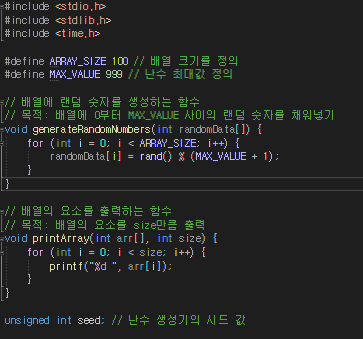 #include <stdio.h>
#include <stdlib.h>
#include <time.h>
#define ARRAY_SIZE 100 // 배열 크기를 정의
#define MAX_VALUE 999 // 난수 최대값 정의
// 배열에 랜덤 숫자를 생성하는 함수
// 목적: 배열에 0부터 MAX_VALUE 사이의 랜덤 숫자를 채워넣기
void generateRandomNumbers(int randomData[]) {
for (int i = 0; i < ARRAY_SIZE; i++) {
randomData[i] = rand() % (MAX_VALUE + 1);
}
}
// 배열의 요소를 출력하는 함수
// 목적: 배열의 요소를 size만큼 출력
void printArray(int arr[], int size) {
for (int i = 0; i < size; i++) {
printf("%d ", arr[i]);
}
}
unsigned int seed; // 난수 생성기의 시드 값